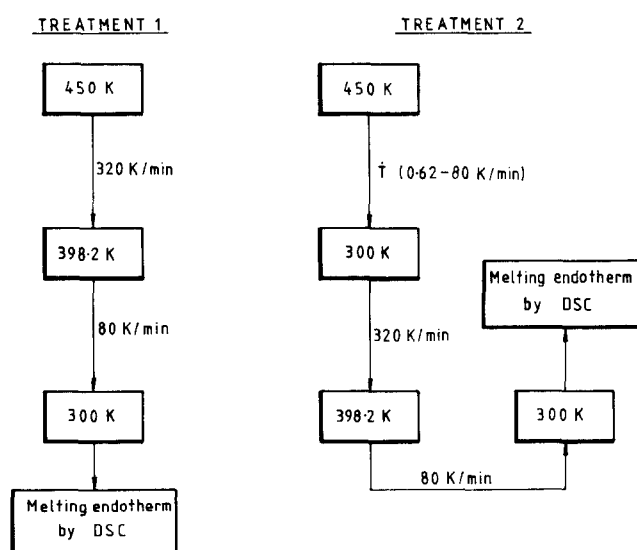 TREATMENT 1
450 K
320 K/min
398·2 K
80 K/min
300 K
Melting endotherm
by DSC
TREATMENT 2
450 K
Ṫ (0·62–80 K/min)
300 K
320 K/min
398·2 K
80 K/min
300 K
Melting endotherm
by DSC